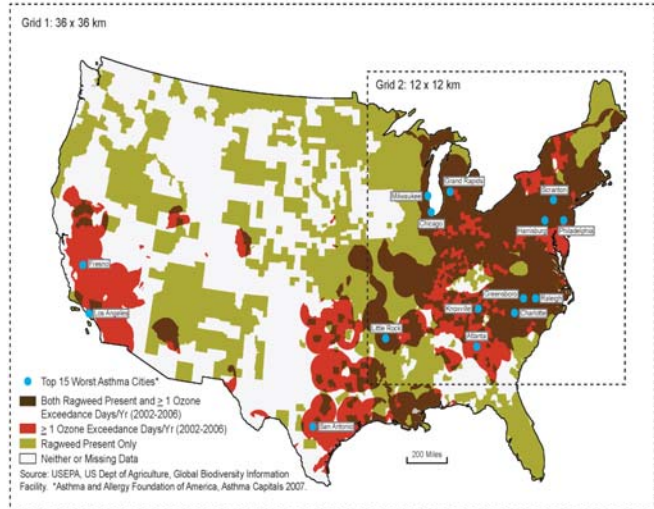 Grid 1: 36 x 36 km
Grid 2: 12 x 12 km
Grand Rapids
Milwaukee
Scranton
Chicago
Harrisburg
Philadelphia
Fresno
Greensboro
Raleigh
Knoxville
Los Angeles
Charlotte
Little Rock
Atlanta
Top 15 Worst Asthma Cities*
Both Ragweed Present and ≥ 1 Ozone
Exceedance Days/Yr (2002-2006)
≥ 1 Ozone Exceedance Days/Yr (2002-2006)
San Antonio
Ragweed Present Only
Neither or Missing Data
200 Miles
Source: USEPA, US Dept of Agriculture, Global Biodiversity Information
Facility. *Asthma and Allergy Foundation of America, Asthma Capitals 2007.